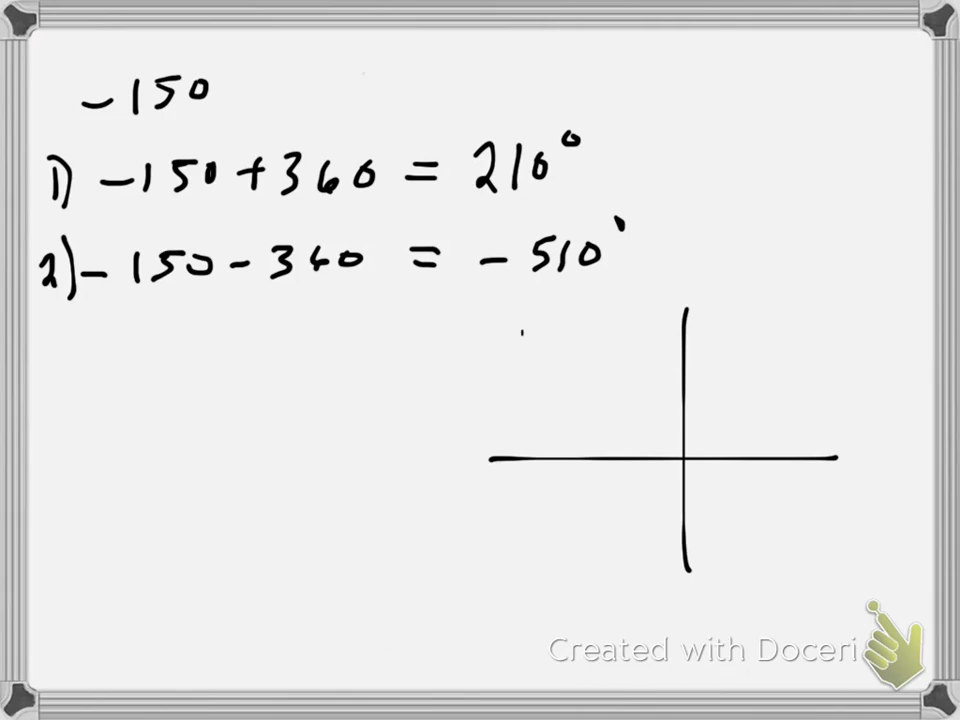 -150
1) -150+360 = 210°
2) -150-360 = -510°
Created with Doceri